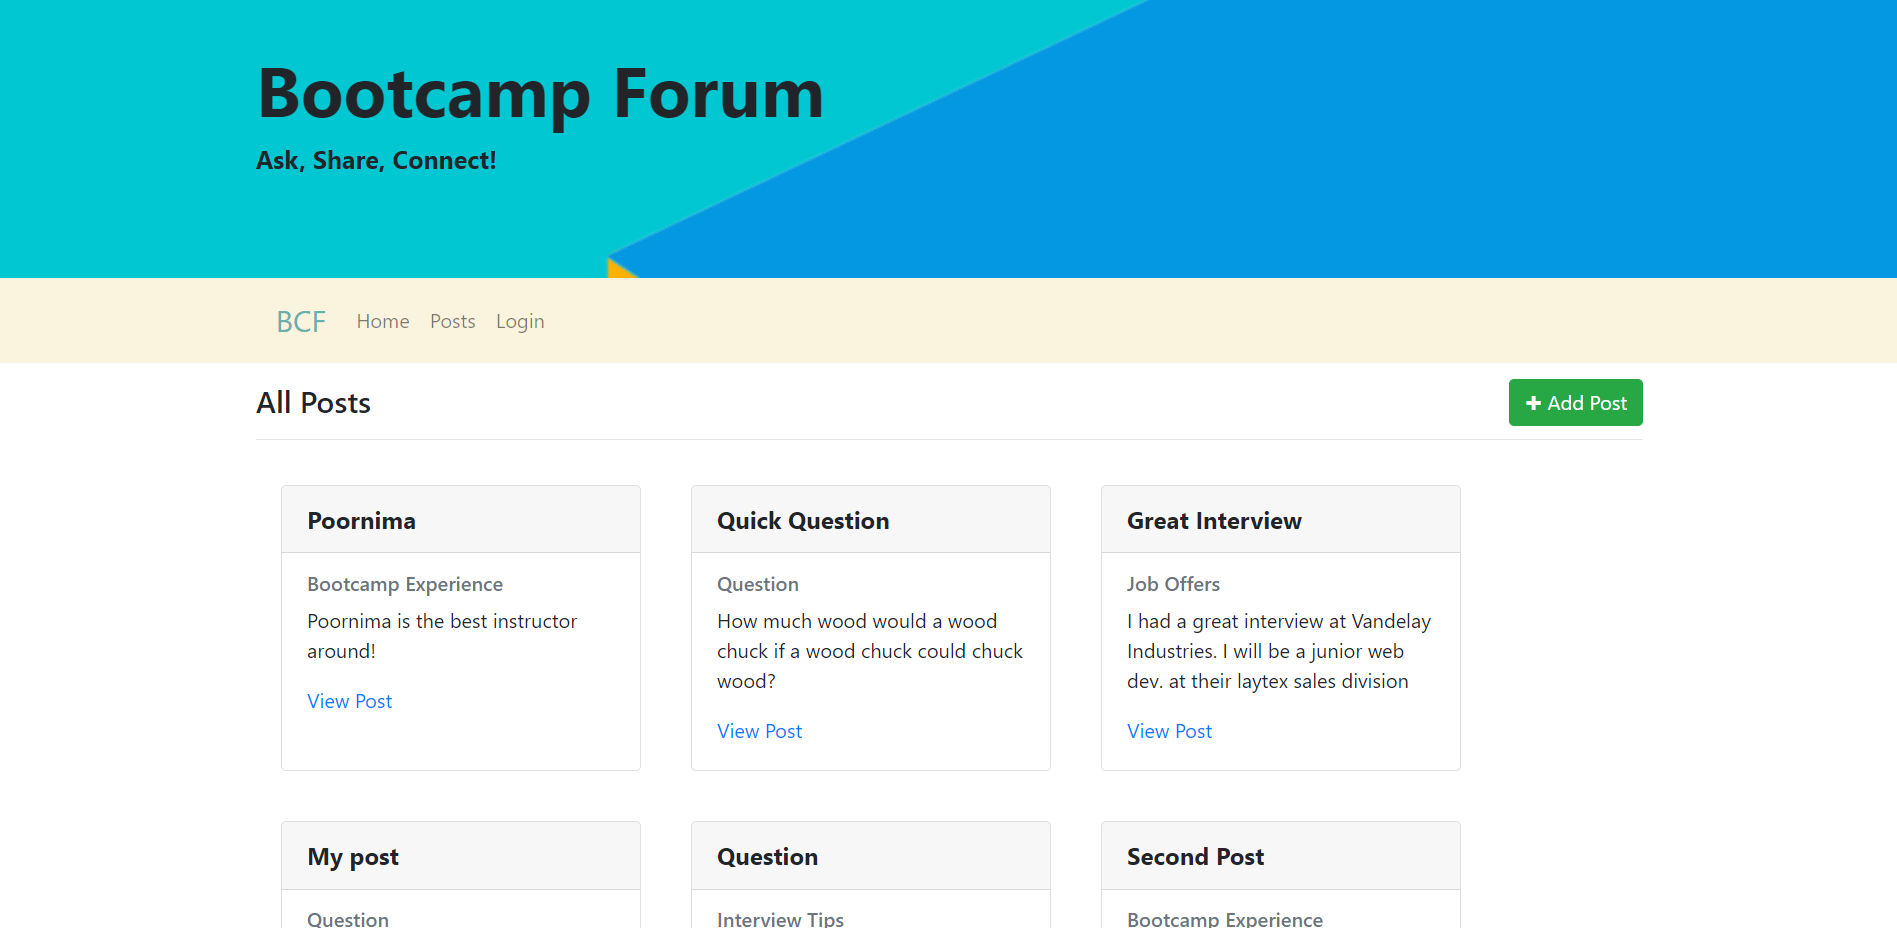 Bootcamp Forum
Ask, Share, Connect!
BCF Home Posts Login
All Posts
Add Post
Poornima
Bootcamp Experience
Poornima is the best instructor
around!
View Post
Quick Question
Question
How much wood would a wood
chuck if a wood chuck could chuck
wood?
View Post
Great Interview
Job Offers
I had a great interview at Vandelay
Industries. I will be a junior web
dev. at their laytex sales division
View Post
My post
Question
Question
Interview Tips
Second Post
Bootcamp Experience